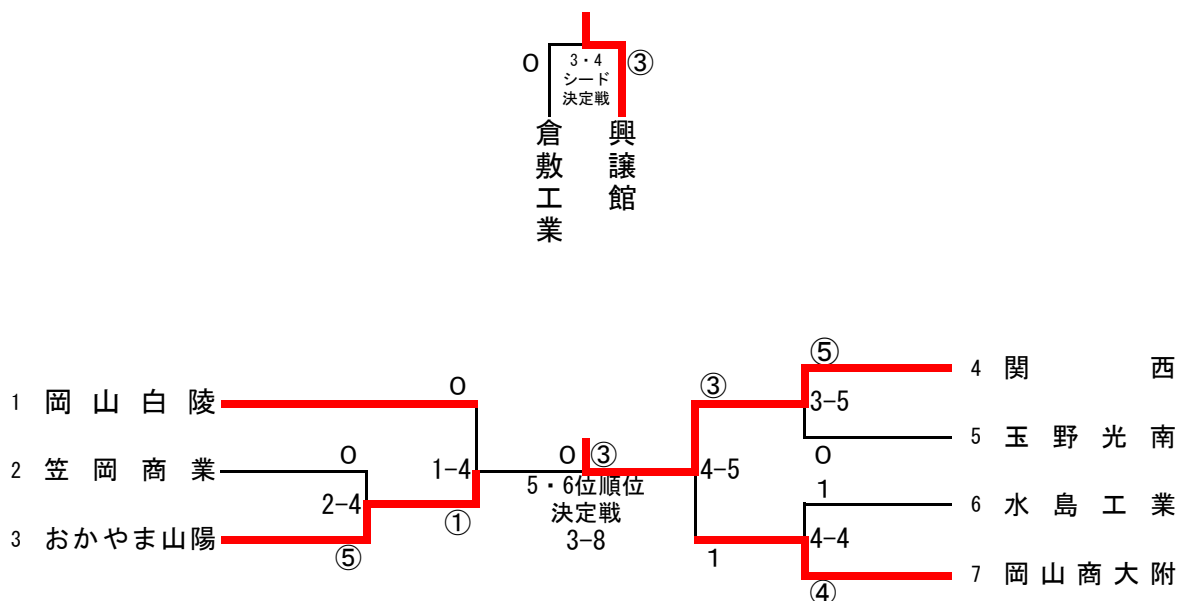 0
3・4
シード
決定戦
③
倉敷工業
興譲館
1 岡山白陵
0
2 笠岡商業
0
3 おかやま山陽
⑤
2-4
1-4
①
0
③
5・6位順位
決定戦
3-8
③
4-5
1
⑤
3-5
0
1
4-4
④
4 関西
5 玉野光南
6 水島工業
7 岡山商大附